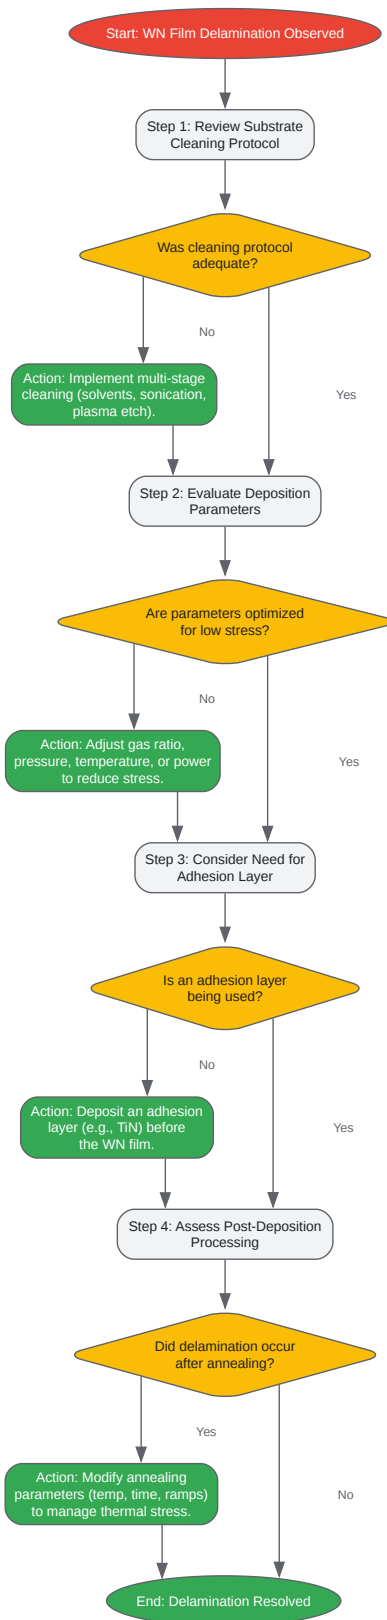 Start: WN Film Delamination Observed
Step 1: Review Substrate
Cleaning Protocol
Was cleaning protocol
adequate?
No
Action: Implement multi-stage
cleaning (solvents, sonication,
plasma etch).
Yes
Step 2: Evaluate Deposition
Parameters
Are parameters optimized
for low stress?
No
Action: Adjust gas ratio,
pressure, temperature, or power
to reduce stress.
Yes
Step 3: Consider Need for
Adhesion Layer
Is an adhesion layer
being used?
No
Action: Deposit an adhesion
layer (e.g., TiN) before
the WN film.
Yes
Step 4: Assess Post-Deposition
Processing
Did delamination occur
after annealing?
Yes
Action: Modify annealing
parameters (temp, time, ramps)
to manage thermal stress.
No
End: Delamination Resolved